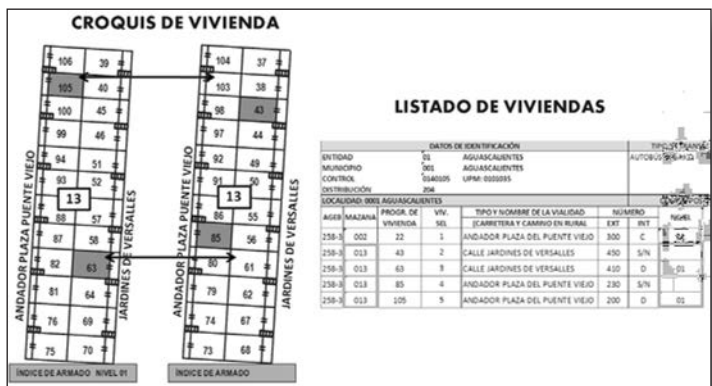 CROQUIS DE VIVIENDA
106 39
105 40
100 45
99 46
94 51
93 52
13
88 57
87 58
82 63
81 64
76 69
75 70
ANDADOR PLAZA PUENTE VIEJO
JARDINES DE VERSALLES
ÍNDICE DE ARMADO NIVEL 01
104 37
103 38
98 43
97 44
92 49
91 50
13
86 55
85 56
80 61
79 62
74 67
73 68
ANDADOR PLAZA PUENTE VIEJO
JARDINES DE VERSALLES
ÍNDICE DE ARMADO
LISTADO DE VIVIENDAS
DATOS DE IDENTIFICACIÓN
ENTIDAD 01 AGUASCALIENTES
MUNICIPIO 001 AGUASCALIENTES
CONTROL 0140105 UPM: 0101035
DISTRIBUCIÓN 204
LOCALIDAD: 0001 AGUASCALIENTES
AGEB MAZANA PROGR. DE VIVIENDA VIV. SEL TIPO Y NOMBRE DE LA VIALIDAD (CARRETERA Y CAMINO EN RURAL NÚMERO EXT INT NIVEL
258-3 002 22 1 ANDADOR PLAZA DEL PUENTE VIEJO 300 C
258-3 013 43 2 CALLE JARDINES DE VERSALLES 450 S/N
258-3 013 63 3 CALLE JARDINES DE VERSALLES 410 D 01
258-3 013 85 4 ANDADOR PLAZA DEL PUENTE VIEJO 230 S/N
258-3 013 105 5 ANDADOR PLAZA DEL PUENTE VIEJO 200 D 01